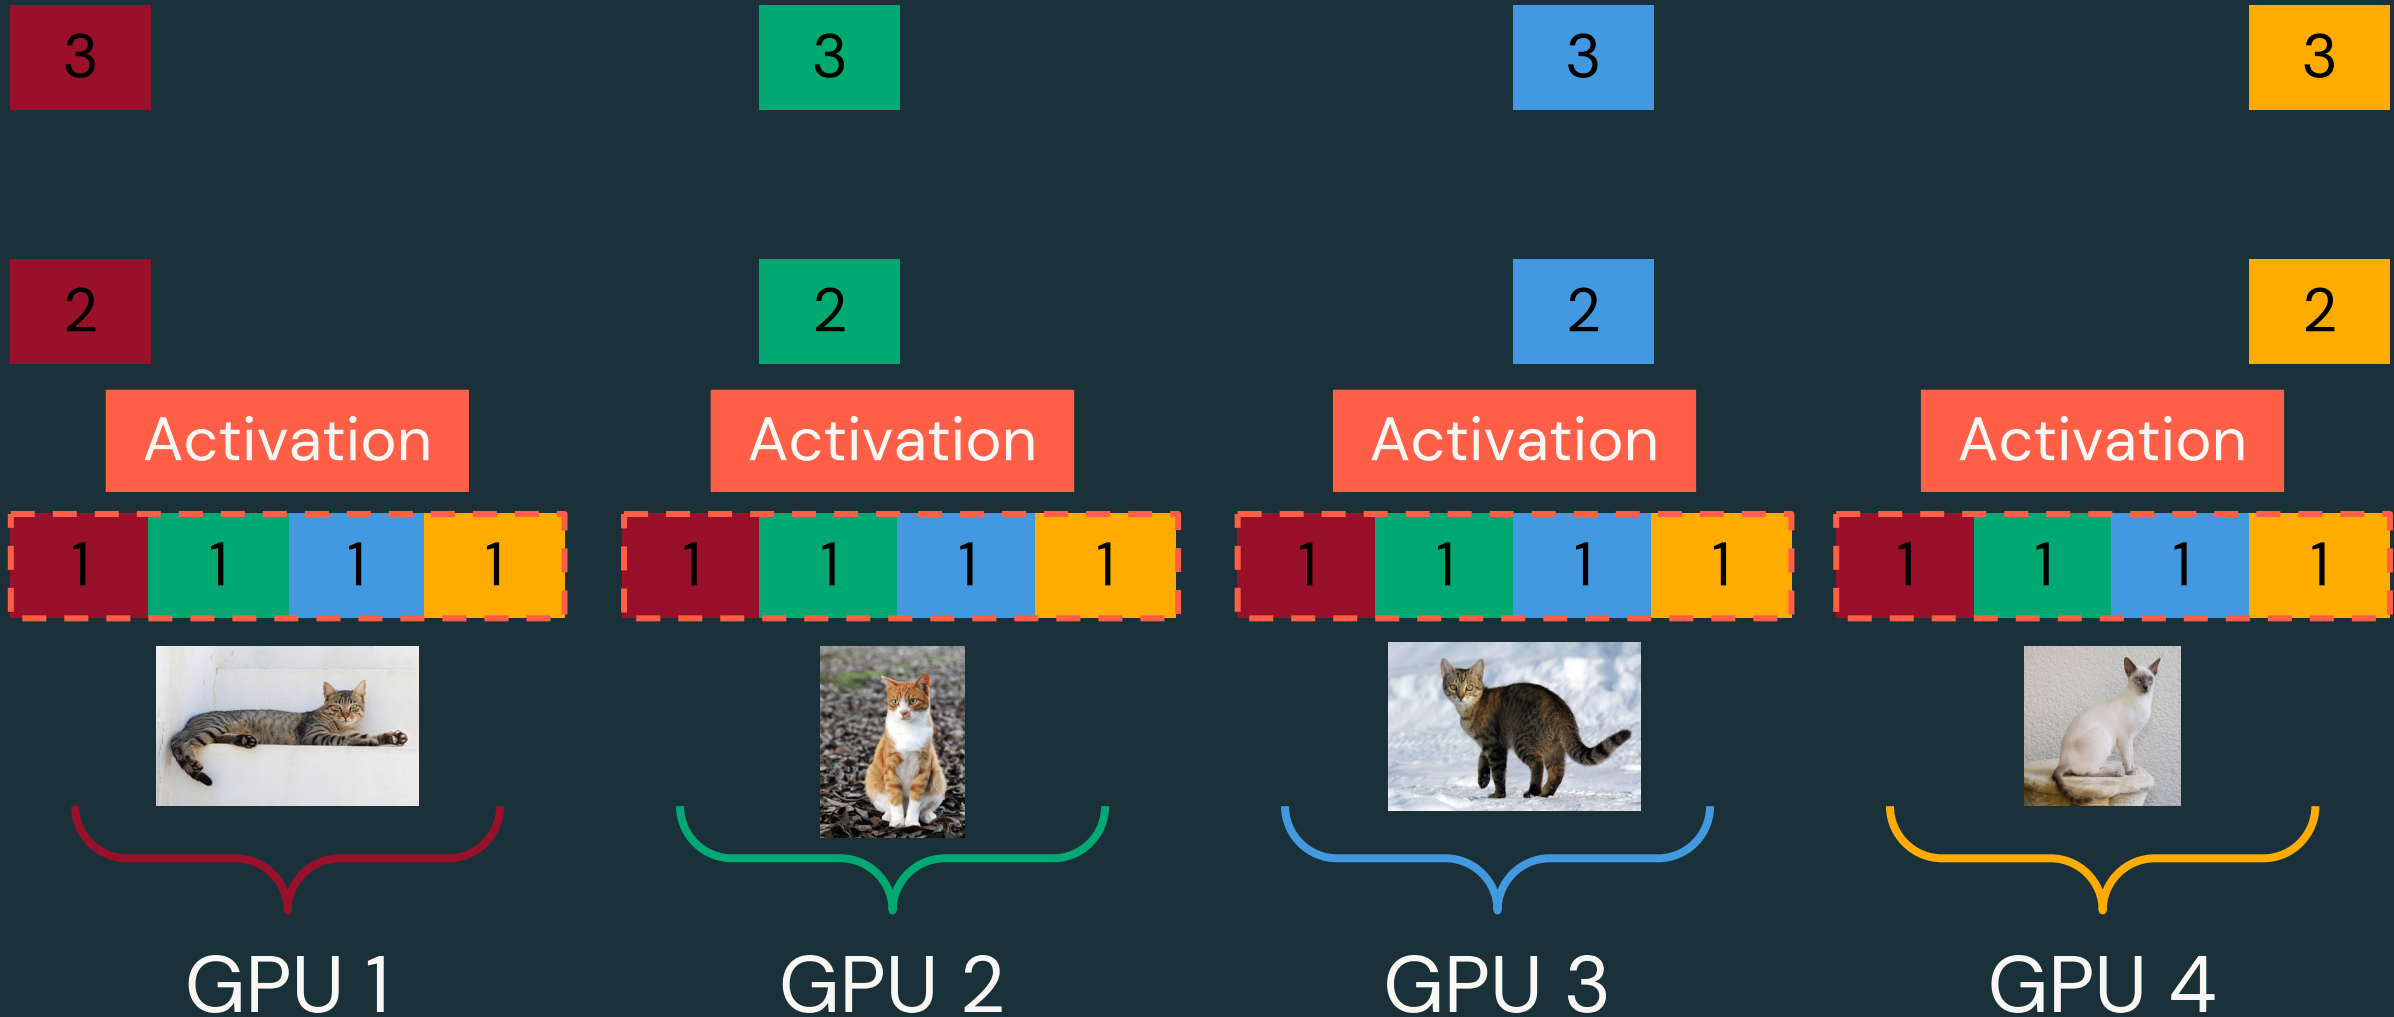 3 3 3 3
2 2 2 2
Activation Activation Activation Activation
1 1 1 1 1 1 1 1 1 1 1 1 1 1 1 1
GPU 1 GPU 2 GPU 3 GPU 4